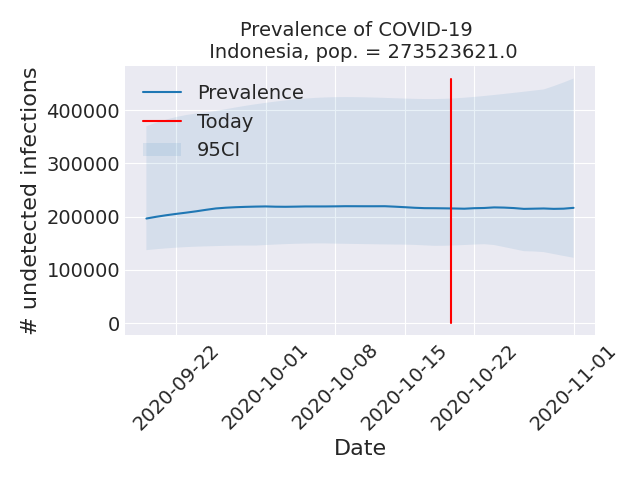 Prevalence of COVID-19
Indonesia, pop. = 273523621.0
# undetected infections
400000
300000
200000
100000
0
Prevalence
Today
95CI
2020-09-22
2020-10-01
2020-10-08
2020-10-15
2020-10-22
2020-11-01
Date